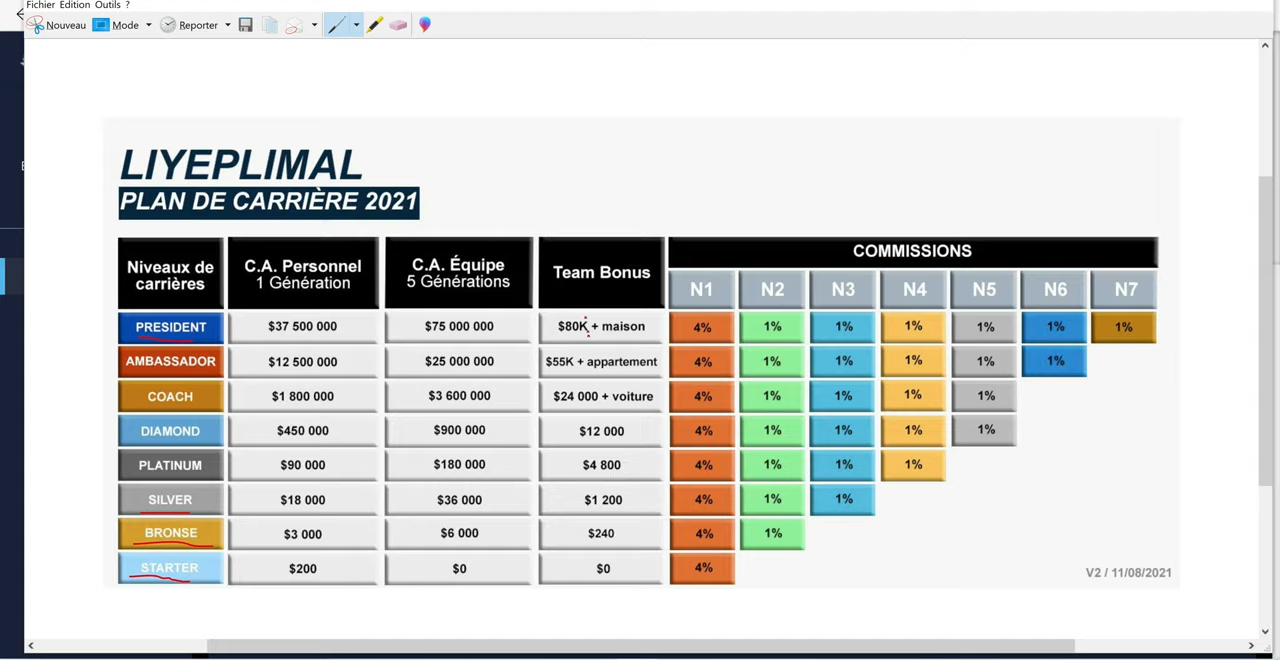 Fichier Edition Outils ?
Nouveau Mode Reporter
LIYEPLIMAL
PLAN DE CARRIÈRE 2021
Niveaux de carrières C.A. Personnel 1 Génération C.A. Équipe 5 Générations Team Bonus COMMISSIONS
N1 N2 N3 N4 N5 N6 N7
PRESIDENT $37 500 000 $75 000 000 $80K + maison 4% 1% 1% 1% 1% 1% 1%
AMBASSADOR $12 500 000 $25 000 000 $55K + appartement 4% 1% 1% 1% 1% 1%
COACH $1 800 000 $3 600 000 $24 000 + voiture 4% 1% 1% 1% 1%
DIAMOND $450 000 $900 000 $12 000 4% 1% 1% 1% 1%
PLATINUM $90 000 $180 000 $4 800 4% 1% 1% 1%
SILVER $18 000 $36 000 $1 200 4% 1% 1%
BRONSE $3 000 $6 000 $240 4% 1%
STARTER $200 $0 $0 4%
V2 / 11/08/2021